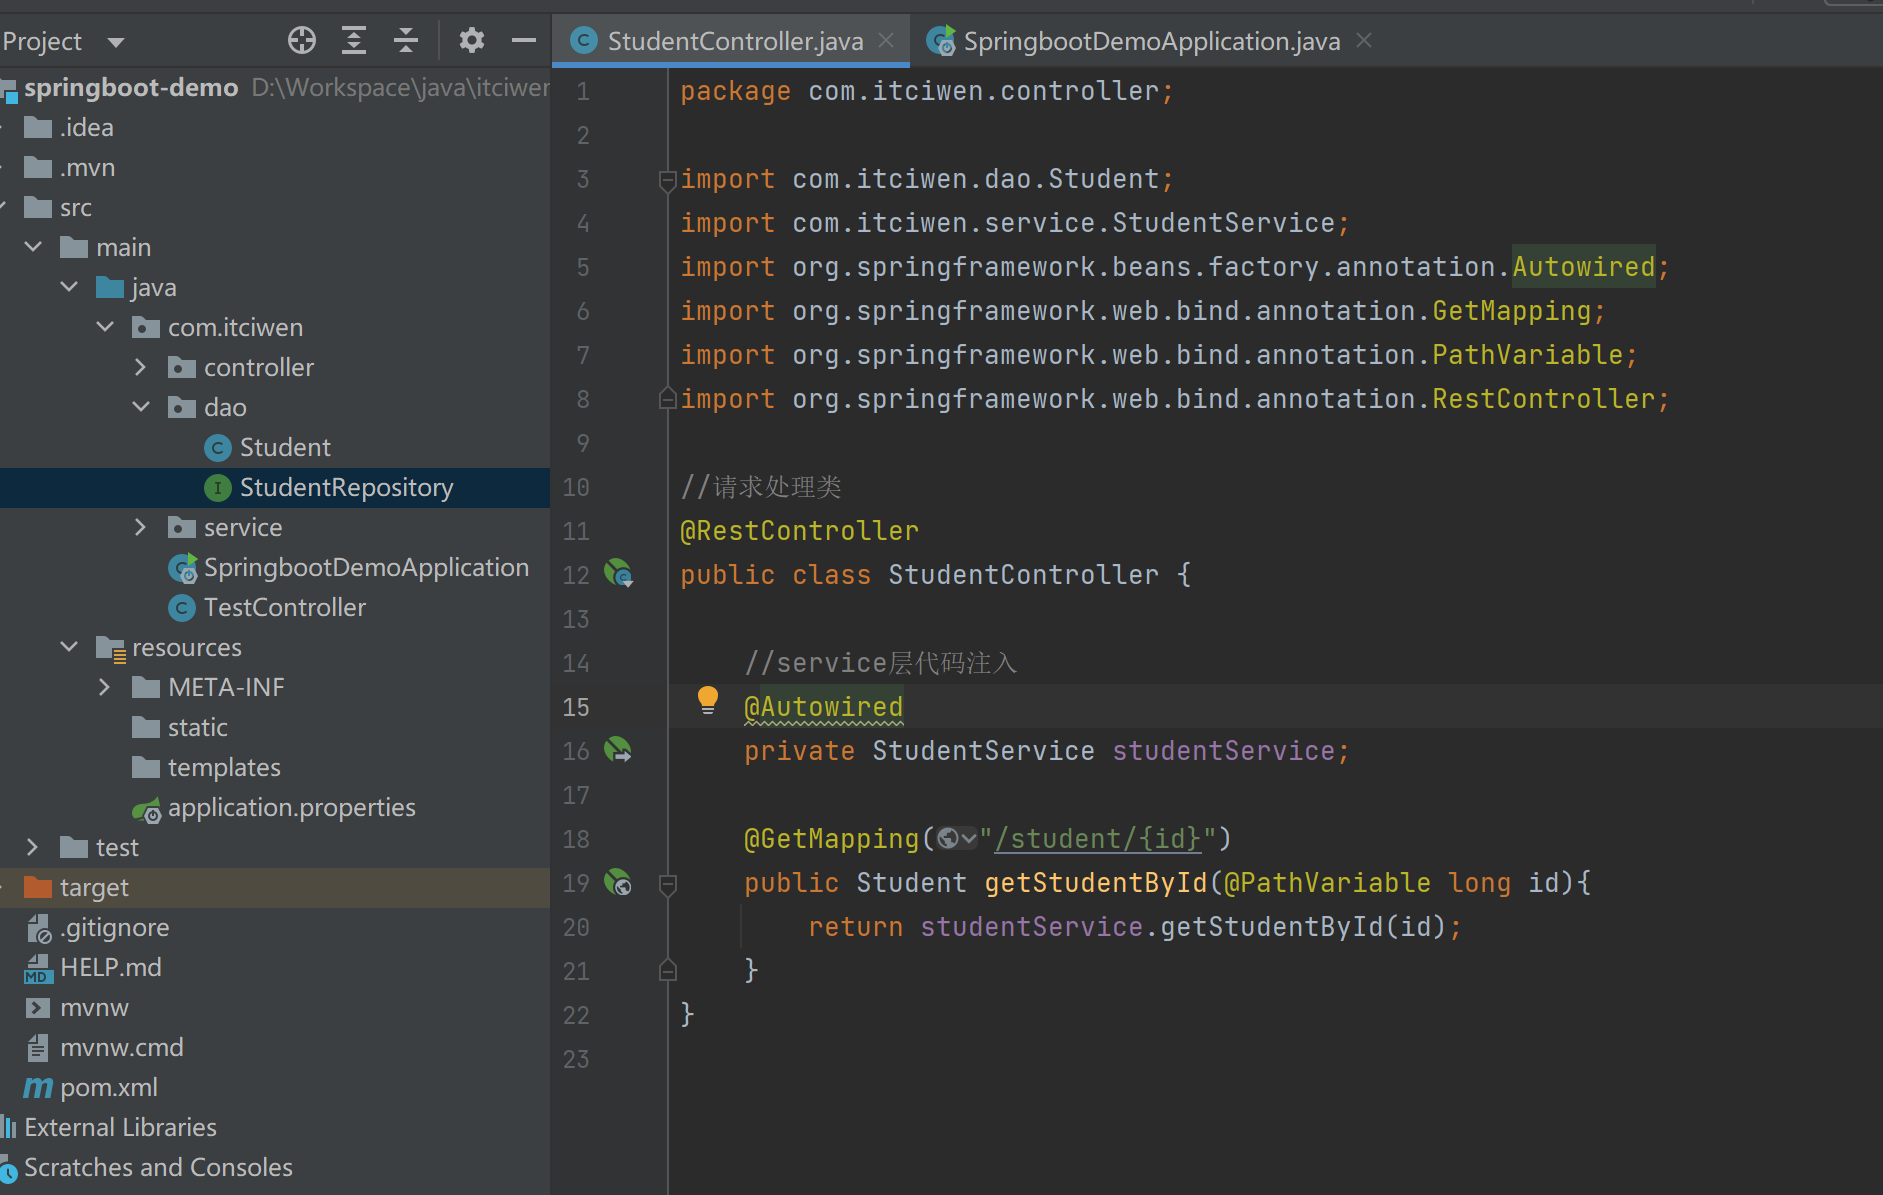 Project
springboot-demo D:\Workspace\java\itciwer
.idea
.mvn
src
main
java
com.itciwen
controller
dao
Student
StudentRepository
service
SpringbootDemoApplication
TestController
resources
META-INF
static
templates
application.properties
test
target
.gitignore
HELP.md
mvnw
mvnw.cmd
pom.xml
External Libraries
Scratches and Consoles
StudentController.java
SpringbootDemoApplication.java
1 package com.itciwen.controller;
2
3 import com.itciwen.dao.Student;
4 import com.itciwen.service.StudentService;
5 import org.springframework.beans.factory.annotation.Autowired;
6 import org.springframework.web.bind.annotation.GetMapping;
7 import org.springframework.web.bind.annotation.PathVariable;
8 import org.springframework.web.bind.annotation.RestController;
9
10 //请求处理类
11 @RestController
12 public class StudentController {
13
14 //service层代码注入
15 @Autowired
16 private StudentService studentService;
17
18 @GetMapping("/student/{id}")
19 public Student getStudentById(@PathVariable long id){
20 return studentService.getStudentById(id);
21 }
22 }
23